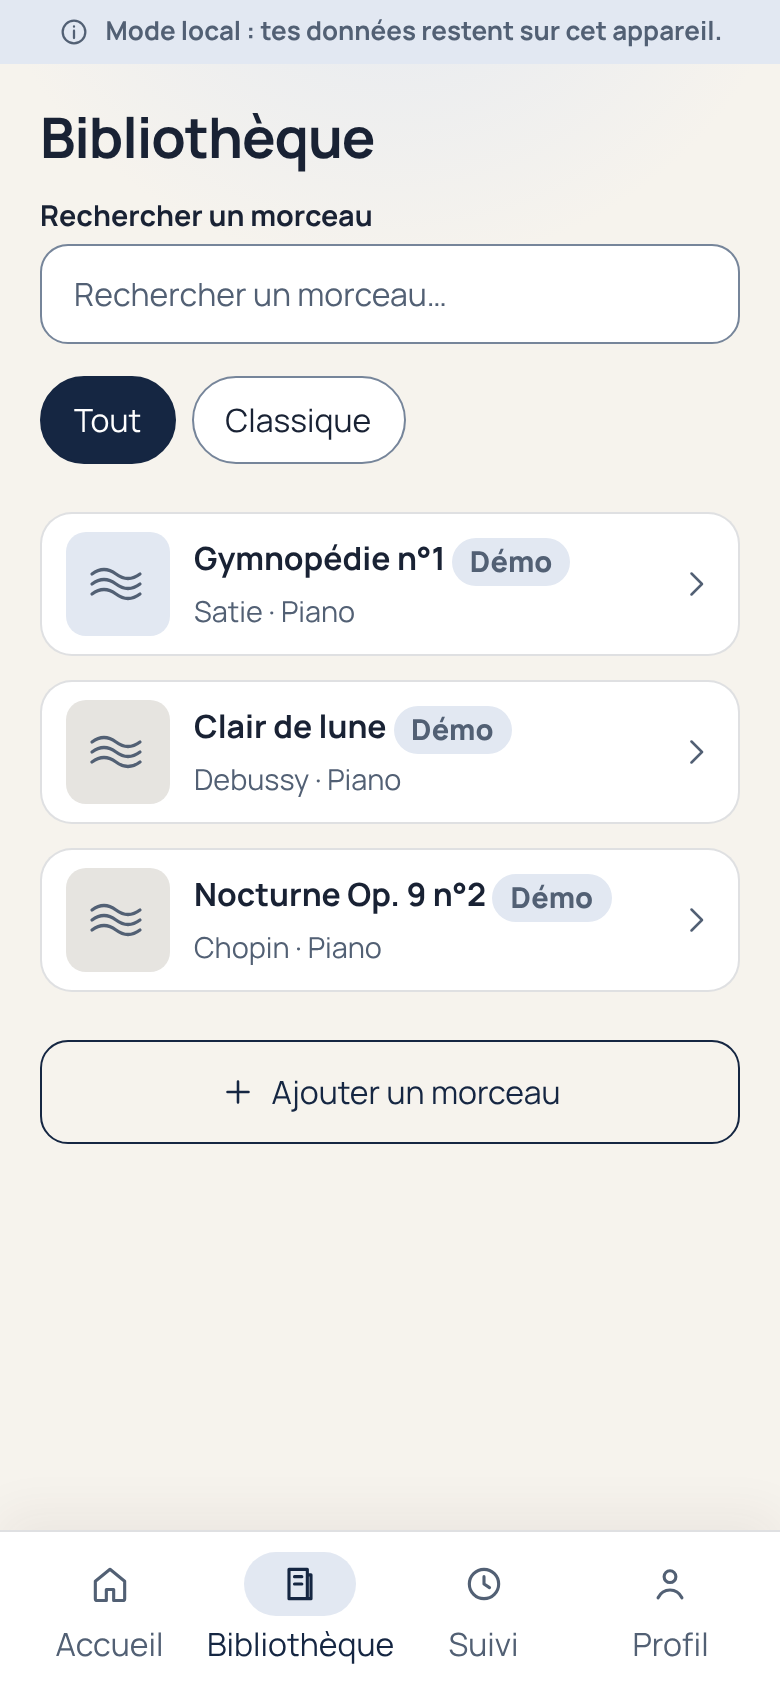 Mode local : tes données restent sur cet appareil.
Bibliothèque
Rechercher un morceau
Rechercher un morceau…
Tout
Classique
Gymnopédie n°1 Démo
Satie · Piano
Clair de lune Démo
Debussy · Piano
Nocturne Op. 9 n°2 Démo
Chopin · Piano
Ajouter un morceau
Accueil
Bibliothèque
Suivi
Profil